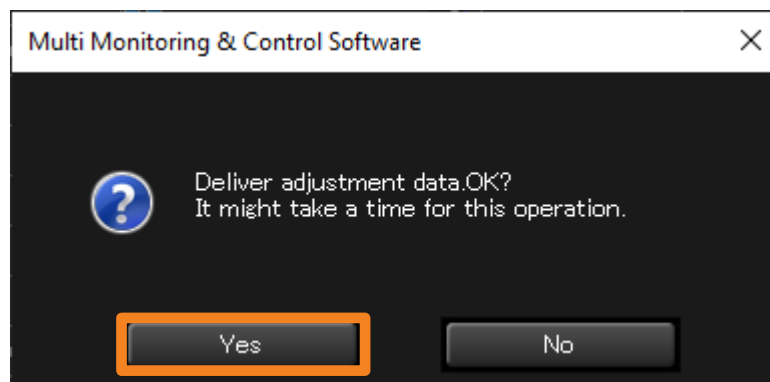 Multi Monitoring & Control Software
Deliver adjustment data.OK?
It might take a time for this operation.
Yes
No